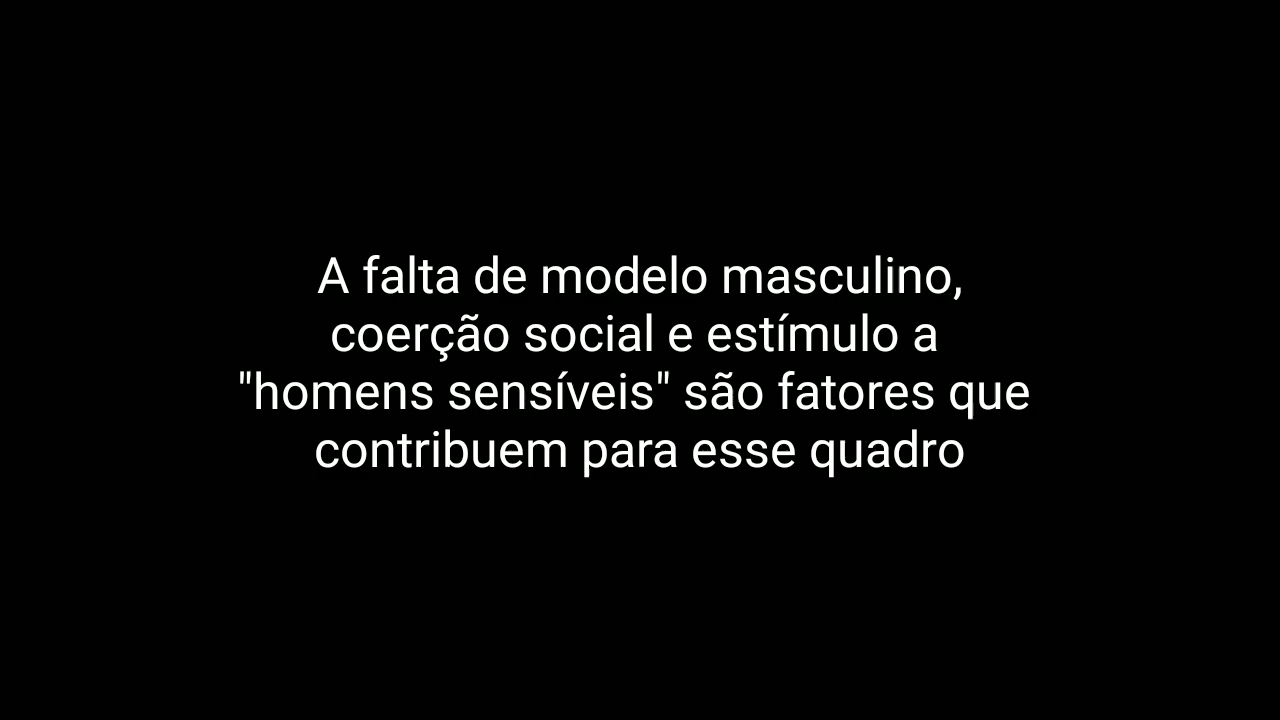 A falta de modelo masculino,
coerção social e estímulo a
"homens sensíveis" são fatores que
contribuem para esse quadro